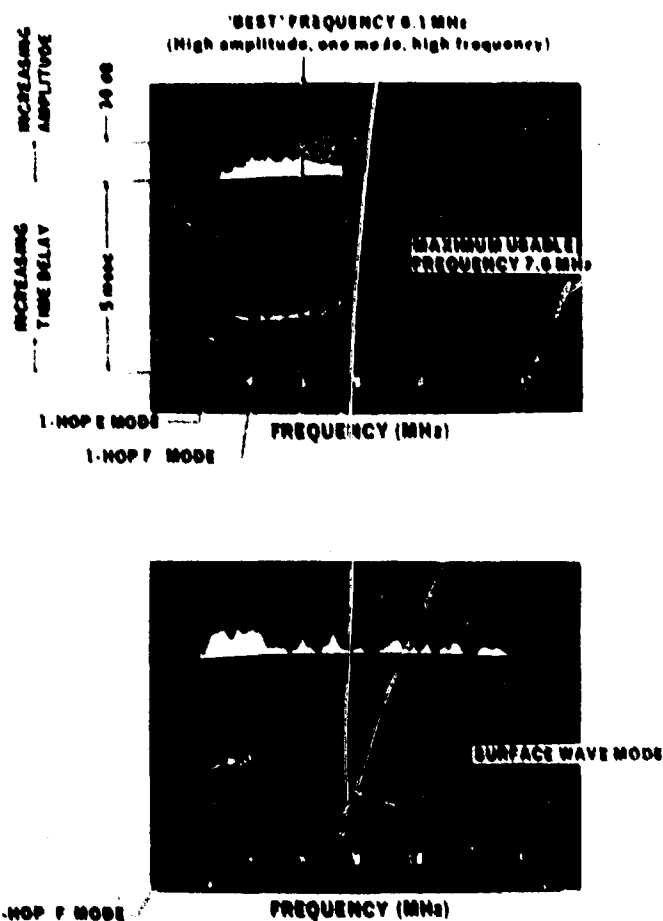 'BEST' FREQUENCY 6.1 MHz
(High amplitude, one mode, high frequency)
INCREASING
AMPLITUDE
30 dB
INCREASING
TIME DELAY
5 msec
MAXIMUM USABLE
FREQUENCY 7.6 MHz
1-HOP E MODE
1-HOP F MODE
FREQUENCY (MHz)
SURFACE WAVE MODE
-HOP F MODE
FREQUENCY (MHz)